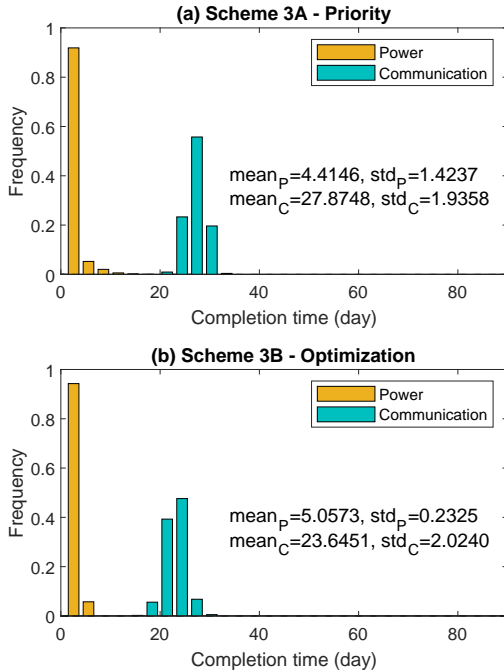 (a) Scheme 3A - Priority
1
0.8
0.6
0.4
0.2
0
Frequency
Power
Communication
mean_P=4.4146, std_P=1.4237
mean_C=27.8748, std_C=1.9358
0 20 40 60 80
Completion time (day)
(b) Scheme 3B - Optimization
1
0.8
0.6
0.4
0.2
0
Frequency
Power
Communication
mean_P=5.0573, std_P=0.2325
mean_C=23.6451, std_C=2.0240
0 20 40 60 80
Completion time (day)